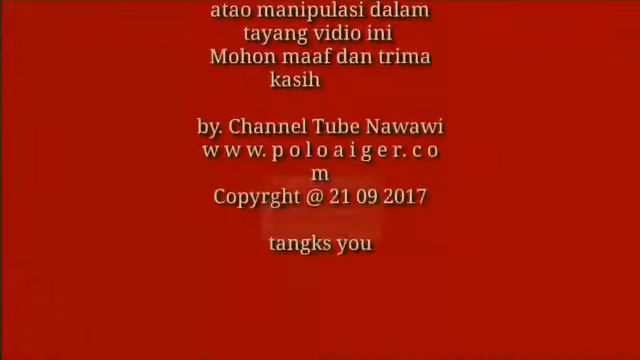 atao manipulasi dalam
tayang vidio ini
Mohon maaf dan trima
kasih
by. Channel Tube Nawawi
w w w. p o l o a i g e r. c o
m
Copyrght @ 21 09 2017
tangks you